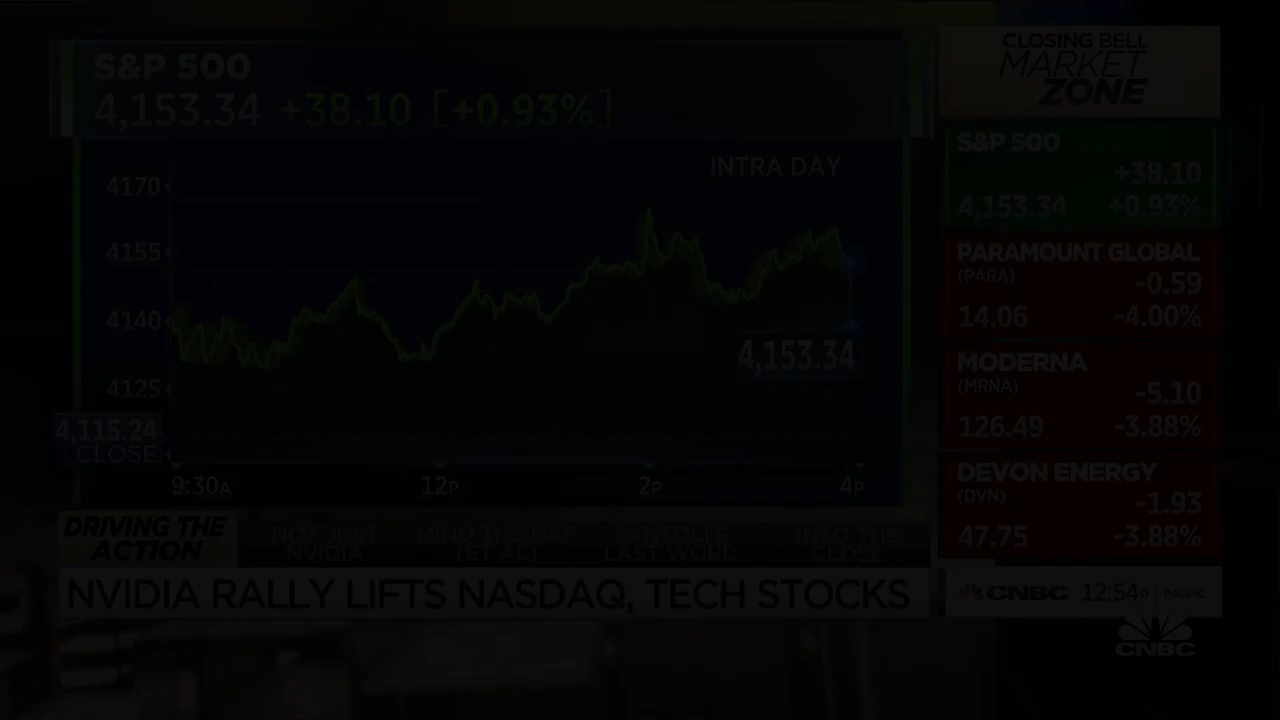 S&P 500
4,153.34 +38.10 [+0.93%]
INTRA DAY
4170
4155
4140
4125
4,115.24
CLOSE
4,153.34
9:30A 12P 2P 4P
DRIVING THE
ACTION
NOT JUST
NVIDIA
MIND THE GAP
(ET AL)
SANTOLI'S
LAST WORD
INTO THE
CLOSE
NVIDIA RALLY LIFTS NASDAQ, TECH STOCKS
CLOSING BELL
MARKET
ZONE
S&P 500
+38.10
4,153.34 +0.93%
PARAMOUNT GLOBAL
(PARA) -0.59
14.06 -4.00%
MODERNA
(MRNA) -5.10
126.49 -3.88%
DEVON ENERGY
(DVN) -1.93
47.75 -3.88%
CNBC 12:54P PACIFIC
CNBC